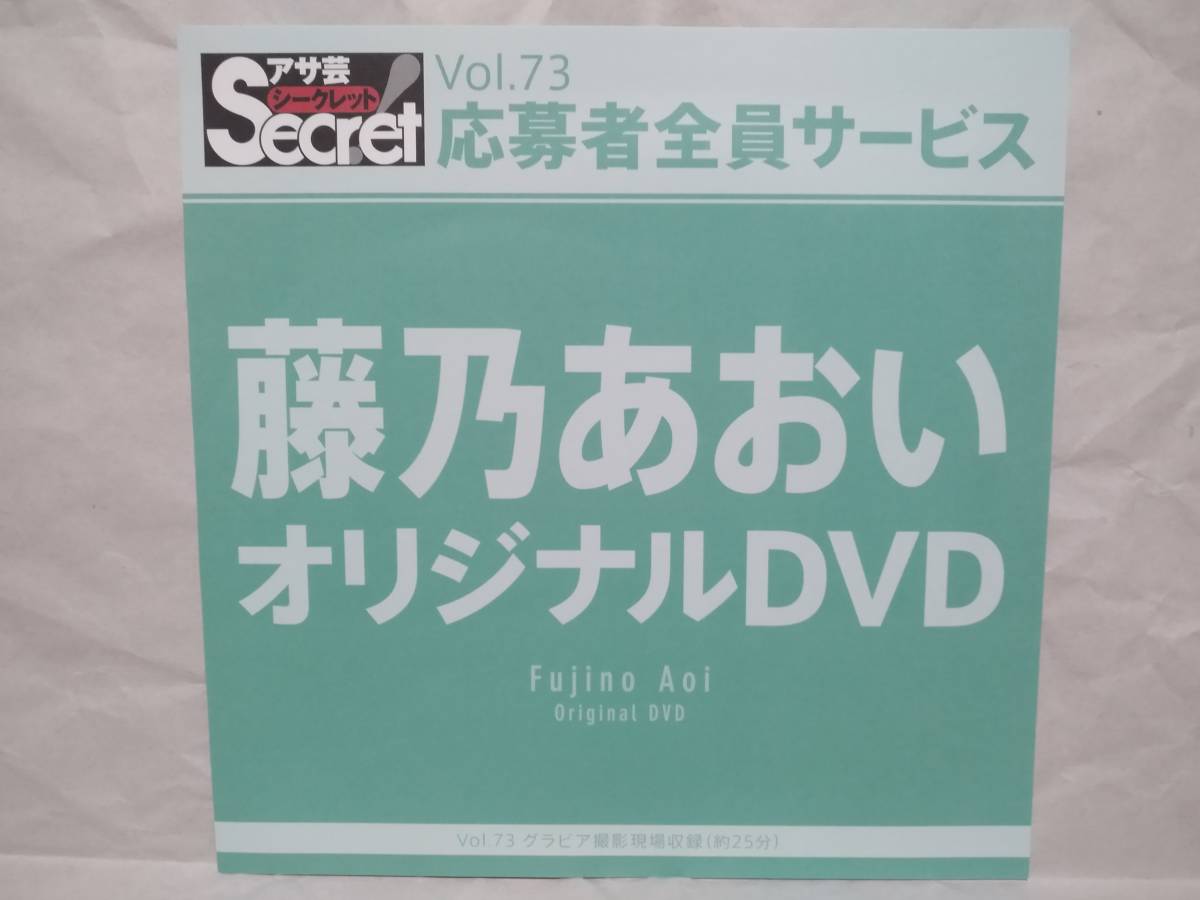 アサ芸
シークレット!
Secret
Vol.73
応募者全員サービス
藤乃あおい
オリジナルDVD
Fujino Aoi
Original DVD
Vol.73 グラビア撮影現場収録(約25分)